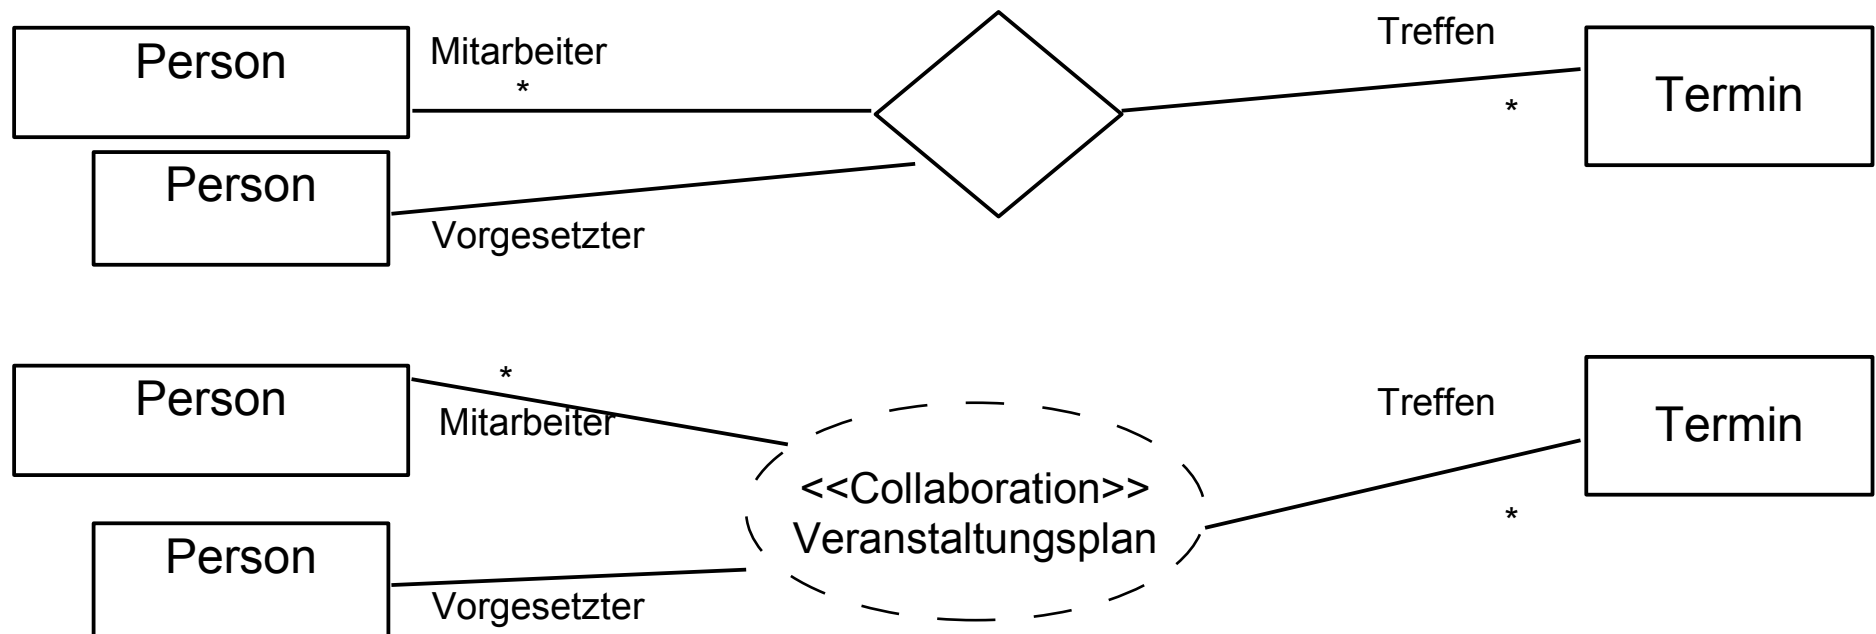 Person
Mitarbeiter
*
Treffen
*
Termin
Person
Vorgesetzter
Person
*
Mitarbeiter
Treffen
*
Termin
<<Collaboration>>
Veranstaltungsplan
Person
Vorgesetzter